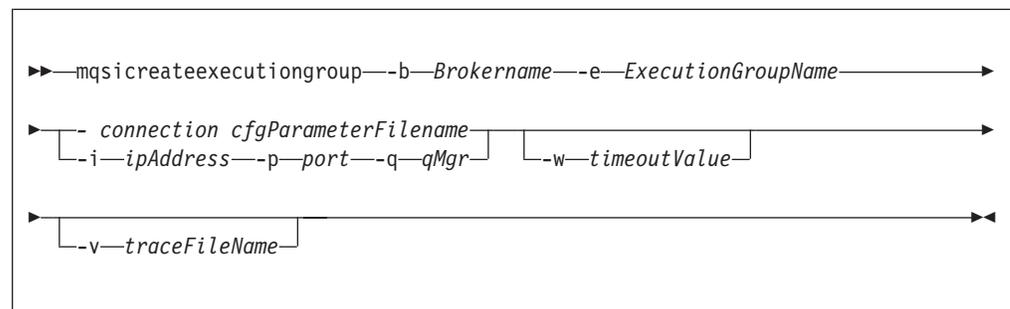 mqsicreateexecutiongroup -b Brokername -e ExecutionGroupName
- connection cfgParameterFilename
-i ipAddress -p port -q qMgr -w timeoutValue
-v traceFileName